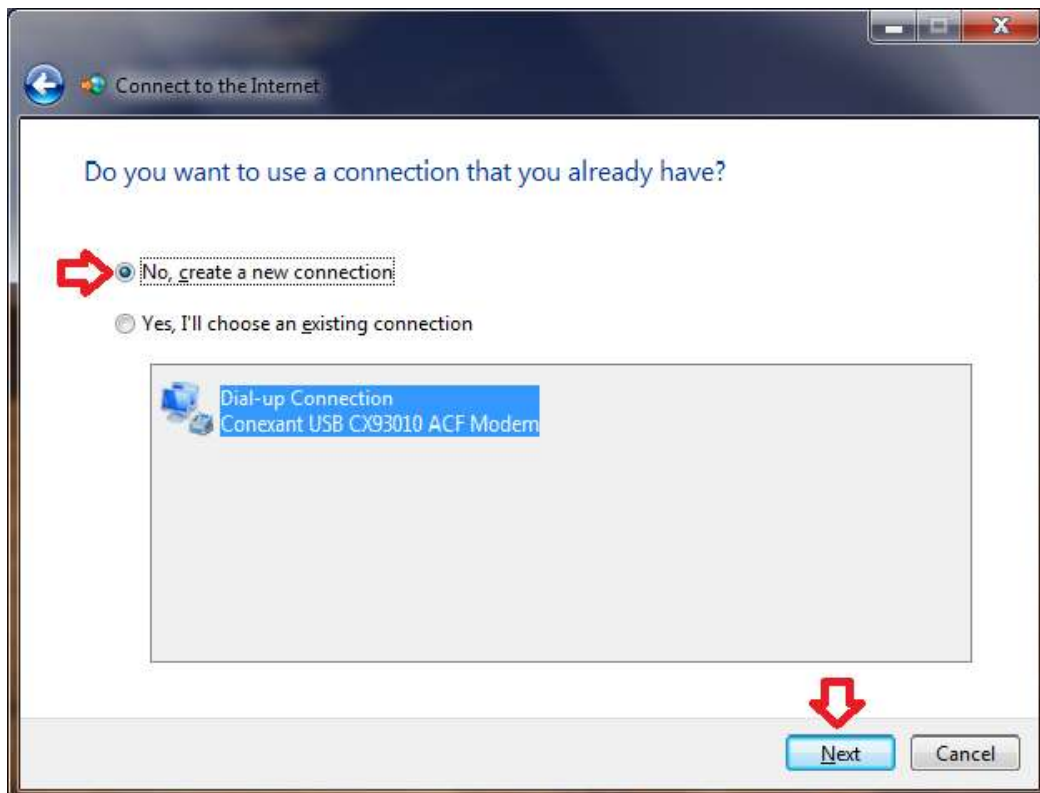 Connect to the Internet
Do you want to use a connection that you already have?
No, create a new connection
Yes, I'll choose an existing connection
Dial-up Connection
Conexant USB CX93010 ACF Modem
Next
Cancel